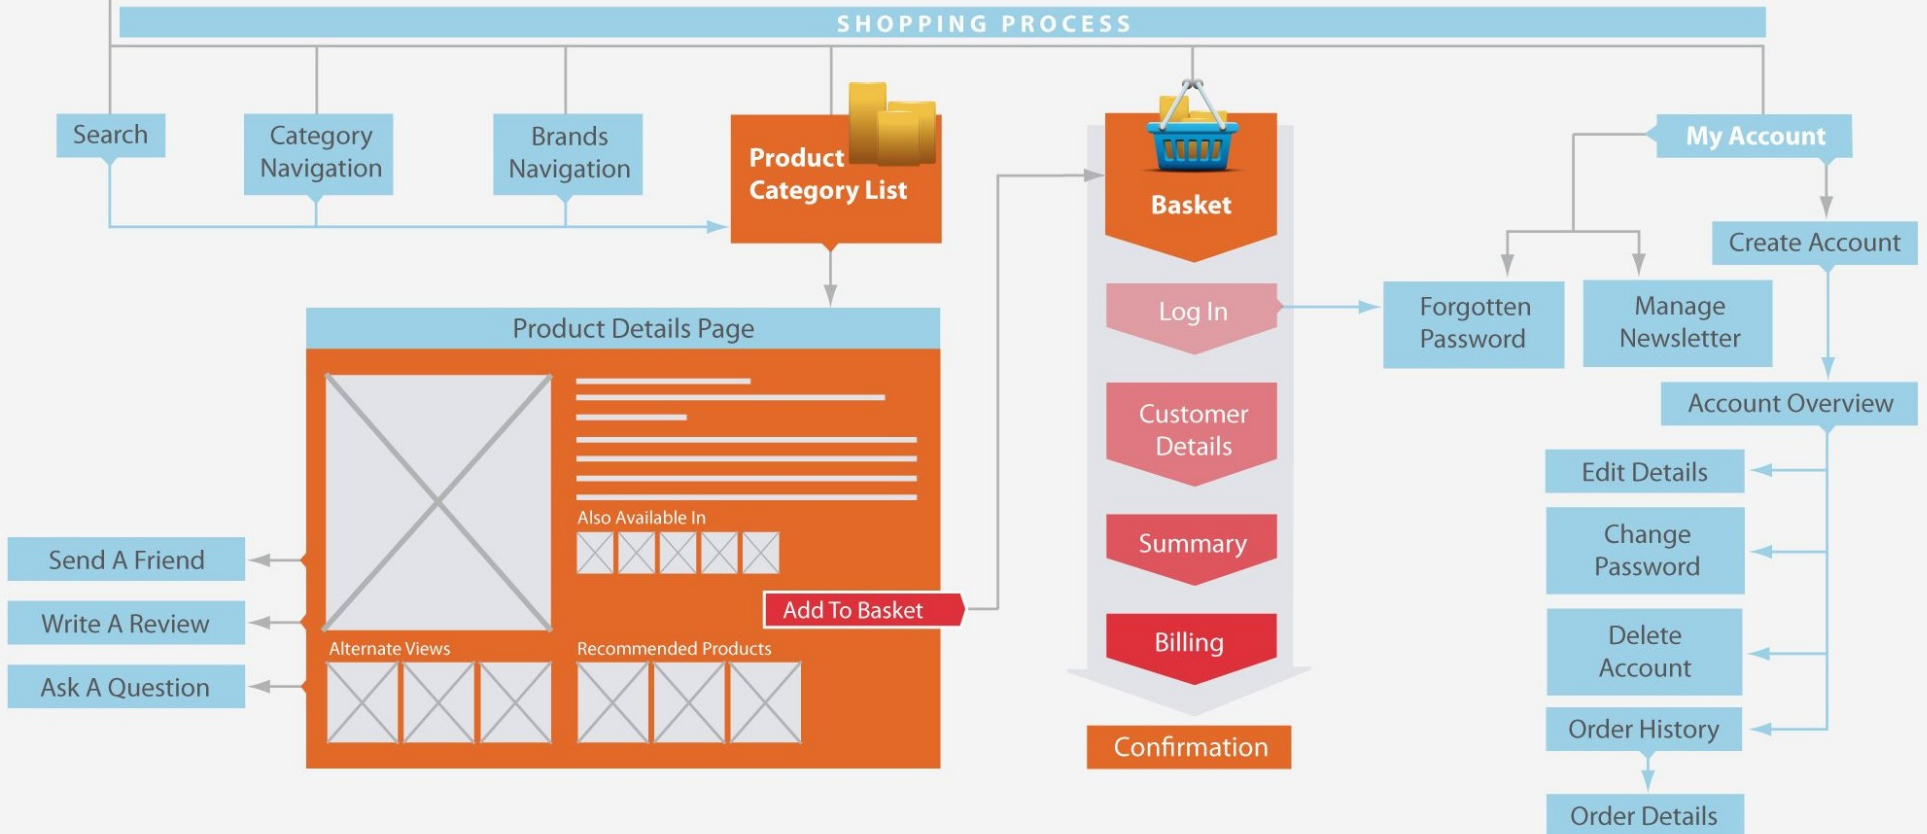 SHOPPING PROCESS
Search
Category
Navigation
Brands
Navigation
Product
Category List
Basket
My Account
Create Account
Log In
Forgotten
Password
Manage
Newsletter
Product Details Page
Account Overview
Customer
Details
Edit Details
Also Available In
Change
Password
Summary
Send A Friend
Add To Basket
Write A Review
Billing
Delete
Account
Alternate Views
Recommended Products
Ask A Question
Order History
Confirmation
Order Details